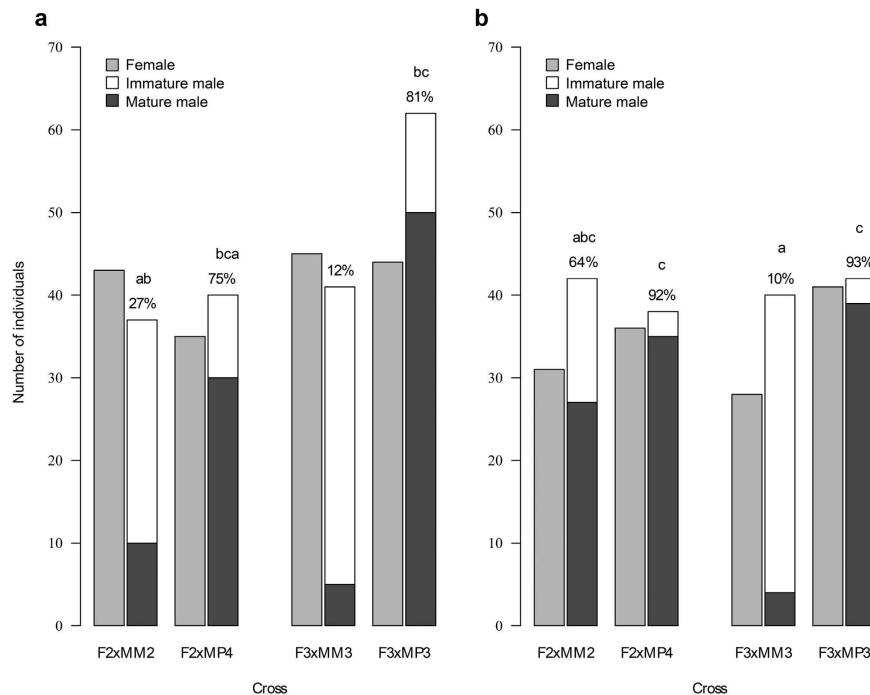 a
70
60
50
40
30
20
10
0
Number of individuals
Female
Immature male
Mature male
ab
27%
bca
75%
12%
bc
81%
F2xMM2
F2xMP4
F3xMM3
F3xMP3
Cross
b
70
60
50
40
30
20
10
0
Female
Immature male
Mature male
abc
64%
c
92%
a
10%
c
93%
F2xMM2
F2xMP4
F3xMM3
F3xMP3
Cross